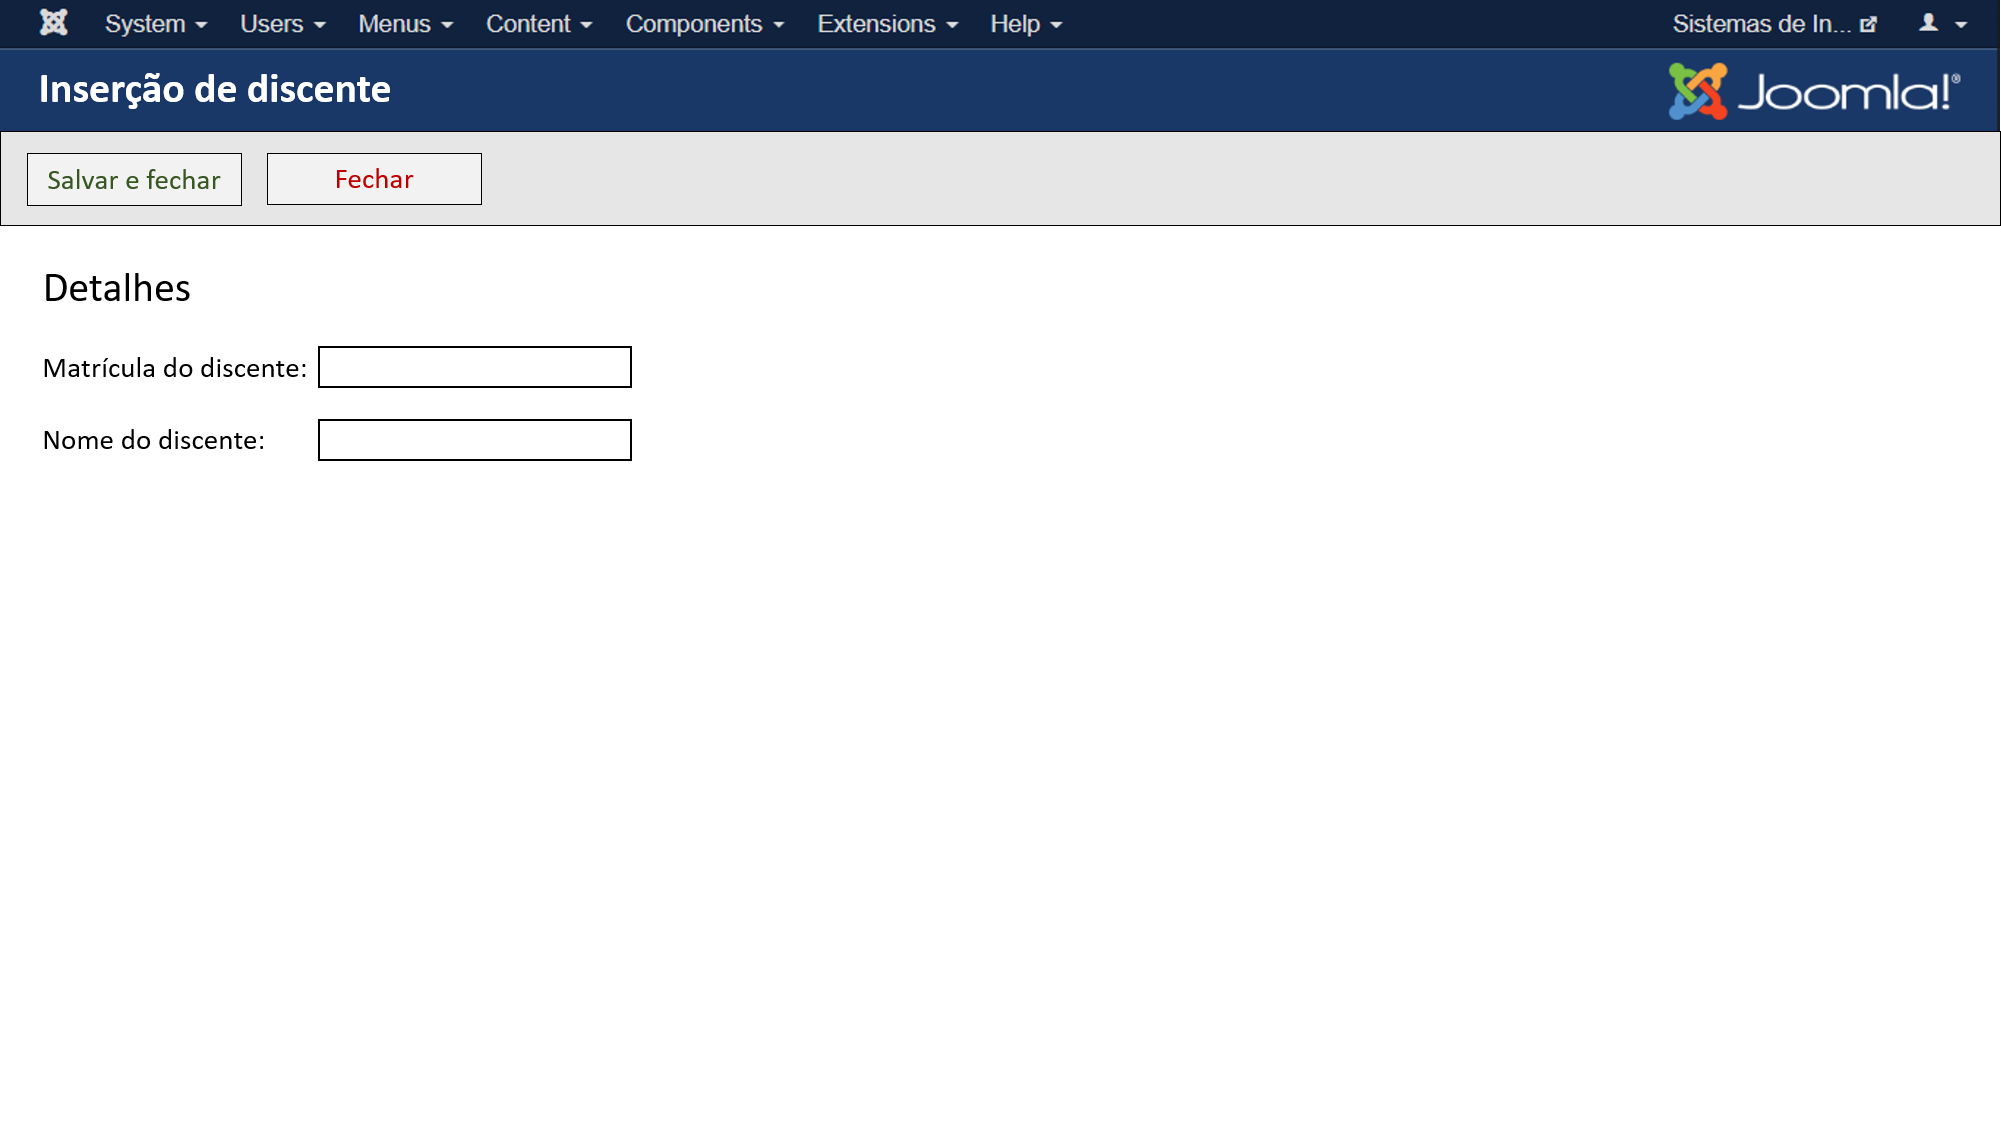 System Users Menus Content Components Extensions Help Sistemas de In...
Inserção de discente
Joomla!®
Salvar e fechar Fechar
Detalhes
Matrícula do discente:
Nome do discente: